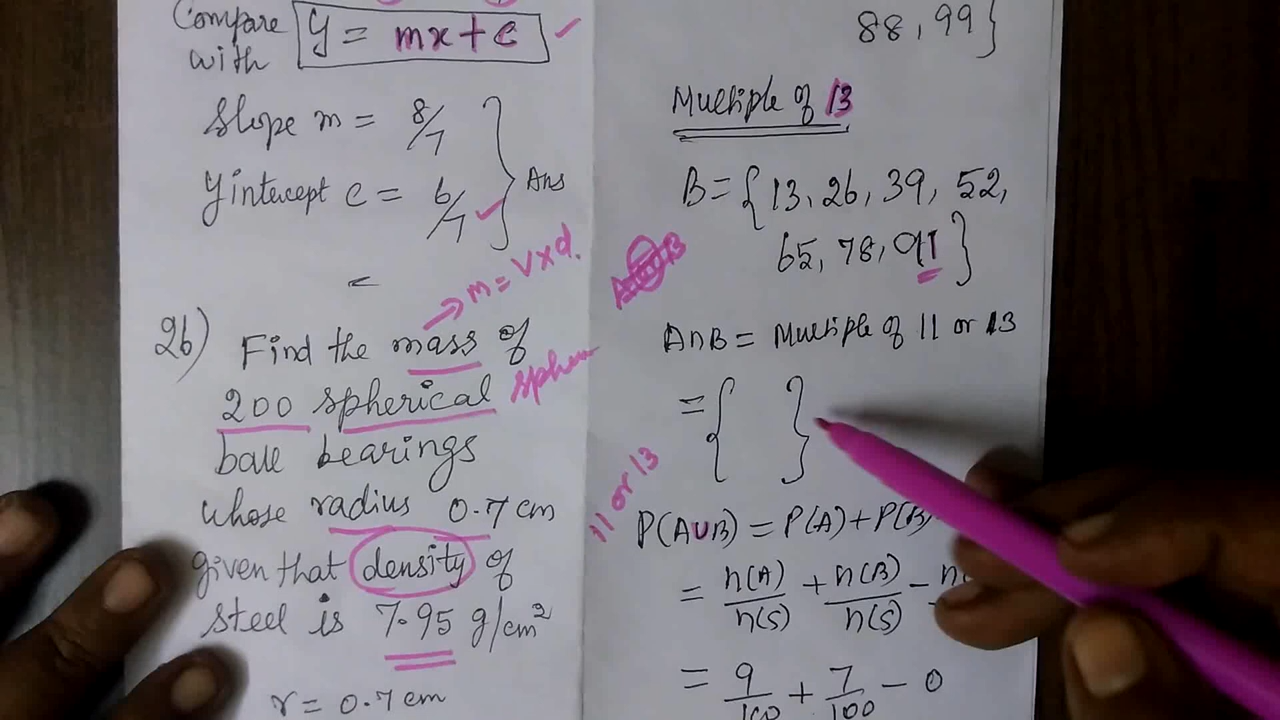 Compare
with y = mx + c
Slope m = 8/7
y intercept c = 6/7
Ans
26) Find the mass of
→ m = V×d.
200 spherical
ball bearings
whose radius 0.7 cm
given that density of
steel is 7.95 g/cm²
r = 0.7 cm
88, 99}
Multiple of 13
B = {13, 26, 39, 52,
65, 78, 91}
A∩B = Multiple of 11 or 13
= { }
11 or 13
P(A∪B) = P(A) + P(B)
= n(A)/n(S) + n(B)/n(S) -
= 9/100 + 7/100 - 0